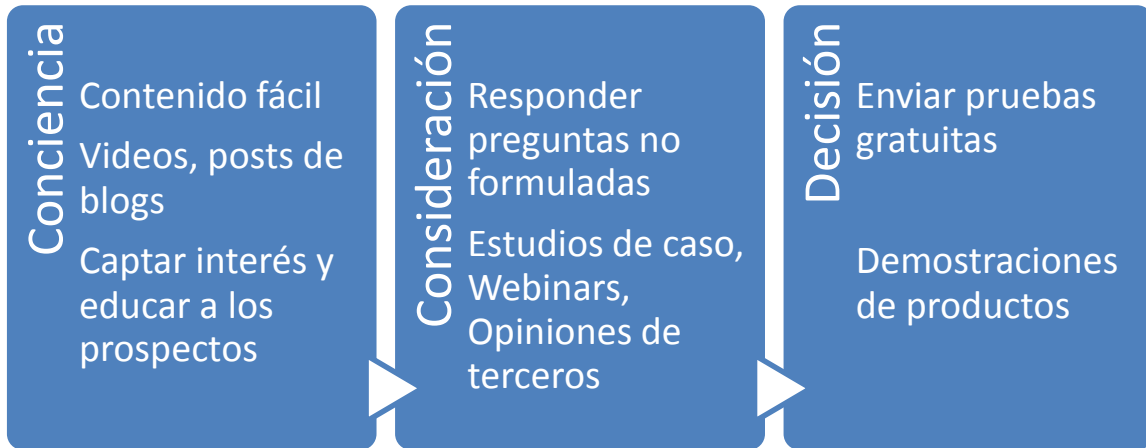 Conciencia
Contenido fácil
Videos, posts de
blogs
Captar interés y
educar a los
prospectos
Consideración
Responder
preguntas no
formuladas
Estudios de caso,
Webinars,
Opiniones de
terceros
Decisión
Enviar pruebas
gratuitas
Demostraciones
de productos